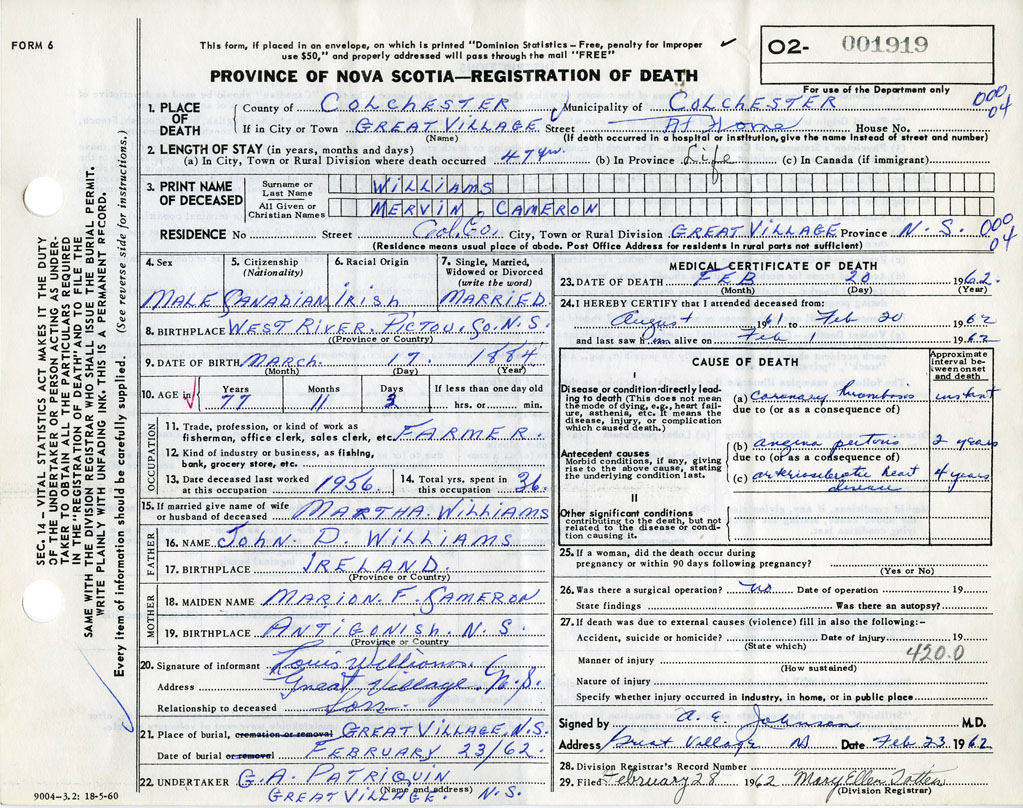 FORM 6
This form, if placed in an envelope, on which is printed "Dominion Statistics – Free, penalty for improper
use $50," and properly addressed will pass through the mail "FREE"
O2- 001919
For use of the Department only
PROVINCE OF NOVA SCOTIA—REGISTRATION OF DEATH
SEC. 14 – VITAL STATISTICS ACT MAKES IT THE DUTY
OF THE UNDERTAKER OR PERSON ACTING AS UNDER-
TAKER TO OBTAIN ALL THE PARTICULARS REQUIRED
IN THE "REGISTRATION OF DEATH" AND TO FILE THE
SAME WITH THE DIVISION REGISTRAR WHO SHALL ISSUE THE BURIAL PERMIT.
WRITE PLAINLY WITH UNFADING INK. THIS IS A PERMANENT RECORD.
Every item of information should be carefully supplied. (See reverse side for instructions.)
1. PLACE OF DEATH County of COLCHESTER Municipality of COLCHESTER 000 04
If in City or Town GREAT VILLAGE Street At Home House No.
(Name) (If death occurred in a hospital or institution, give the name instead of street and number)
2. LENGTH OF STAY (in years, months and days)
(a) In City, Town or Rural Division where death occurred 47 yrs. (b) In Province Life (c) In Canada (if immigrant)
3. PRINT NAME OF DECEASED Surname or Last Name WILLIAMS
All Given or Christian Names MERVIN CAMERON
RESIDENCE No Street Col. Co. City, Town or Rural Division GREAT VILLAGE Province N.S. 000 04
(Residence means usual place of abode. Post Office Address for residents in rural parts not sufficient)
4. Sex 5. Citizenship (Nationality) 6. Racial Origin 7. Single, Married, Widowed or Divorced (write the word)
MALE CANADIAN IRISH MARRIED
8. BIRTHPLACE WEST RIVER. PICTOU. CO. N.S.
(Province or Country)
9. DATE OF BIRTH MARCH 17. 1884
(Month) (Day) (Year)
10. AGE in Years Months Days If less than one day old
77 11 3 hrs. or min.
OCCUPATION
11. Trade, profession, or kind of work as
fisherman, office clerk, sales clerk, etc. FARMER.
12. Kind of industry or business, as fishing,
bank, grocery store, etc.
13. Date deceased last worked at this occupation 1956 14. Total yrs. spent in this occupation 36
15. If married give name of wife or husband of deceased MARTHA. WILLIAMS
FATHER
16. NAME JOHN D. WILLIAMS
17. BIRTHPLACE IRELAND.
(Province or Country)
MOTHER
18. MAIDEN NAME MARION. F. CAMERON
19. BIRTHPLACE ANTIGONISH. N.S.
(Province or Country)
20. Signature of informant Louis Williams
Address Great Village, N.S.
Relationship to deceased Son
21. Place of burial, cremation or removal GREAT VILLAGE, N.S.
Date of burial or removal FEBRUARY 23/62.
22. UNDERTAKER G.A. PATRIQUIN
(Name and address)
GREAT VILLAGE. N.S.
9004–3.2: 18-5-60
MEDICAL CERTIFICATE OF DEATH
23. DATE OF DEATH FEB 20 1962.
(Month) (Day) (Year)
24. I HEREBY CERTIFY that I attended deceased from:
August 1961 to Feb 20 1962
and last saw him alive on Feb 1 1962
CAUSE OF DEATH
Approximate interval between onset and death
I
Disease or condition directly lead-
ing to death (This does not mean
the mode of dying, e.g., heart fail-
ure, asthenia, etc. It means the
disease, injury, or complication
which caused death.)
(a) Coronary thrombosis instant
due to (or as a consequence of)
Antecedent causes
Morbid conditions, if any, giving
rise to the above cause, stating
the underlying condition last.
(b) angina pectoris 2 years
due to (or as a consequence of)
(c) arteriosclerotic heart disease 4 years
II
Other significant conditions
contributing to the death, but not
related to the disease or condi-
tion causing it.
25. If a woman, did the death occur during
pregnancy or within 90 days following pregnancy?
(Yes or No)
26. Was there a surgical operation? no Date of operation 19
State findings Was there an autopsy?
27. If death was due to external causes (violence) fill in also the following:–
Accident, suicide or homicide? Date of injury 19
(State which)
420.0
Manner of injury
(How sustained)
Nature of injury
Specify whether injury occurred in industry, in home, or in public place
Signed by A. E. Johnson M.D.
Address Great Village NS Date Feb 23 1962
28. Division Registrar's Record Number
29. Filed February 28 1962 Mary Ellen Totten
(Division Registrar)